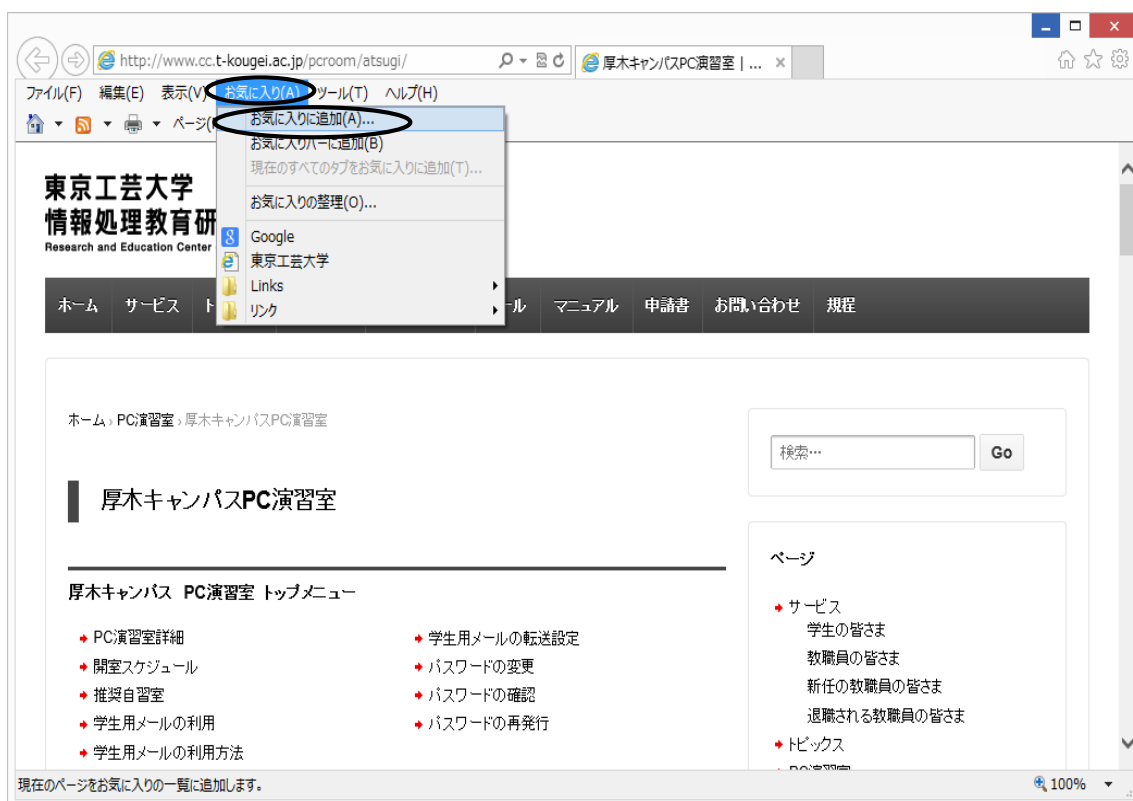 http://www.cc.t-kougei.ac.jp/pcroom/atsugi/
厚木キャンパスPC演習室 | ...
ファイル(F) 編集(E) 表示(V) お気に入り(A) ツール(T) ヘルプ(H)
ページ(
お気に入りに追加(A)...
お気に入りバーに追加(B)
現在のすべてのタブをお気に入りに追加(T)...
お気に入りの整理(O)...
Google
東京工芸大学
Links
リンク
東京工芸大学
情報処理教育研
Research and Education Center
ホーム サービス ト ール マニュアル 申請書 お問い合わせ 規程
ホーム › PC演習室 › 厚木キャンパスPC演習室
検索… Go
厚木キャンパスPC演習室
厚木キャンパス PC演習室 トップメニュー
PC演習室詳細
開室スケジュール
推奨自習室
学生用メールの利用
学生用メールの利用方法
学生用メールの転送設定
パスワードの変更
パスワードの確認
パスワードの再発行
ページ
サービス
学生の皆さま
教職員の皆さま
新任の教職員の皆さま
退職される教職員の皆さま
トピックス
PC演習室
現在のページをお気に入りの一覧に追加します。
100%